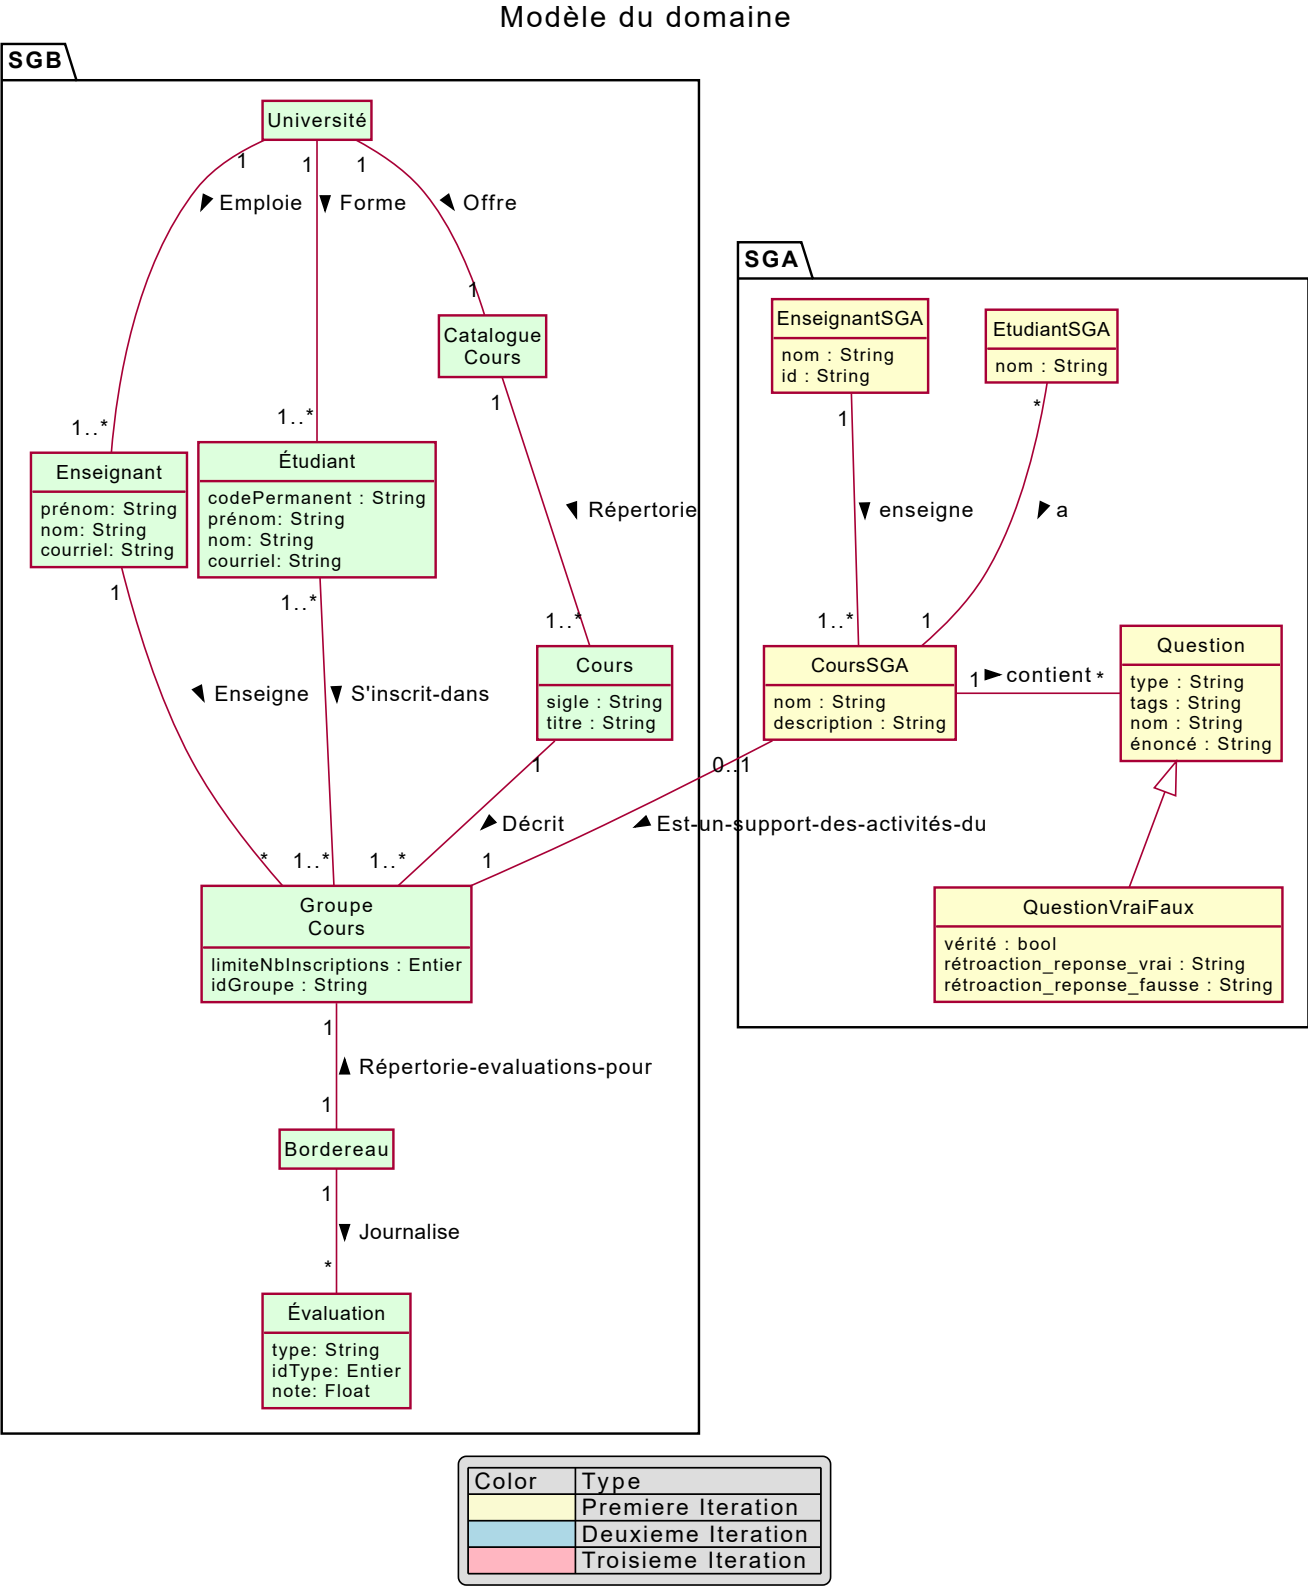 Modèle du domaine
SGB
Université
1
1
1
Emploie
Forme
Offre
1
Catalogue
Cours
1
1..*
1..*
Enseignant
prénom: String
nom: String
courriel: String
1
Étudiant
codePermanent : String
prénom: String
nom: String
courriel: String
1..*
Répertorie
1..*
Cours
sigle : String
titre : String
1
Enseigne
S'inscrit-dans
Décrit
*
1..*
1..*
1
Groupe
Cours
limiteNbInscriptions : Entier
idGroupe : String
1
Répertorie-evaluations-pour
1
Bordereau
1
Journalise
*
Évaluation
type: String
idType: Entier
note: Float
SGA
EnseignantSGA
nom : String
id : String
1
EtudiantSGA
nom : String
*
enseigne
a
1..*
1
CoursSGA
nom : String
description : String
1
contient
*
Question
type : String
tags : String
nom : String
énoncé : String
0..1
Est-un-support-des-activités-du
QuestionVraiFaux
vérité : bool
rétroaction_reponse_vrai : String
rétroaction_reponse_fausse : String
Color Type
Premiere Iteration
Deuxieme Iteration
Troisieme Iteration